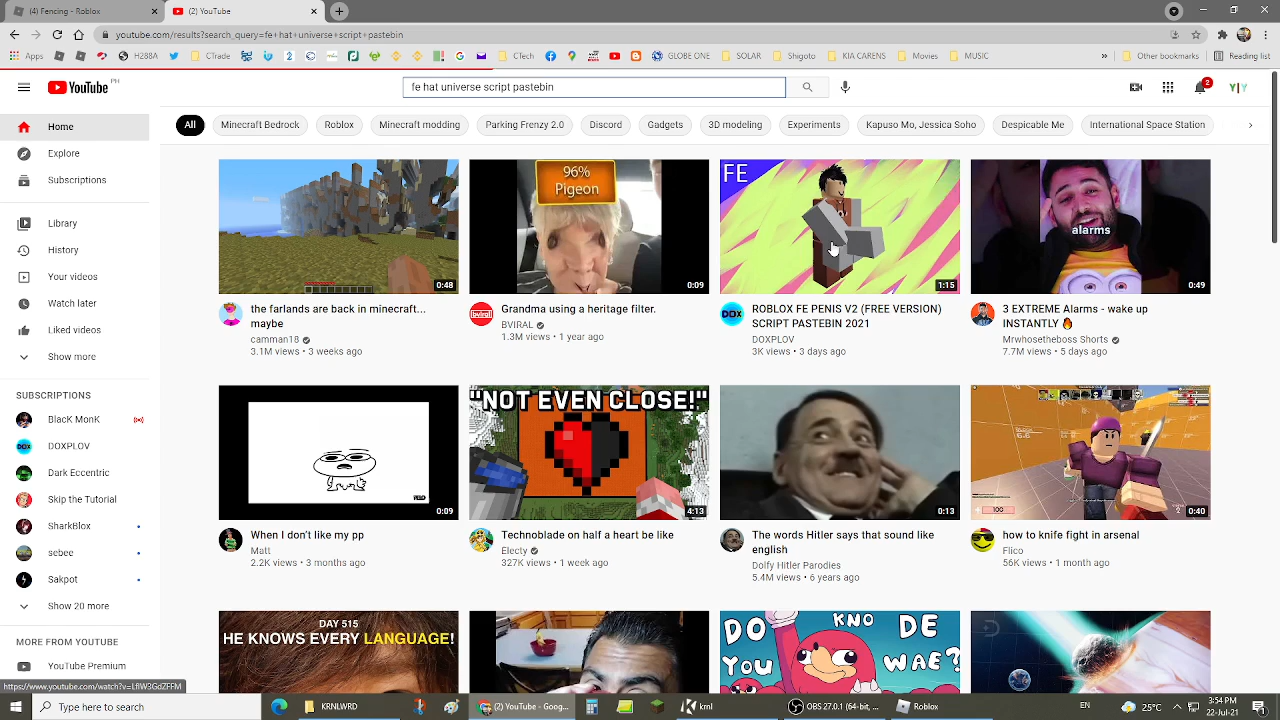 (4) Fencing - Roblox
(2) YouTube
youtube.com/results?search_query=fe+hat+universe+script+pastebin
Apps
H288A
CTrade
CTech
GLOBE ONE
SOLAR
Shigoto
KIA CARENS
Movies
MUSIC
»
Other bookmarks
Reading list
YouTube PH
fe hat universe script pastebin
2
Y|Y
Home
Explore
Subscriptions
Library
History
Your videos
Watch later
Liked videos
Show more
SUBSCRIPTIONS
BlacK MonK
DOXPLOV
Dark Eccentric
Skip the Tutorial
SharkBlox
sebee
Sakpot
Show 20 more
MORE FROM YOUTUBE
YouTube Premium
All
Minecraft Bedrock
Roblox
Minecraft modding
Parking Frenzy 2.0
Discord
Gadgets
3D modeling
Experiments
Kapuso Mo, Jessica Soho
Despicable Me
International Space Station
0:48
the farlands are back in minecraft...
maybe
camman18
3.1M views • 3 weeks ago
96%
Pigeon
0:09
Grandma using a heritage filter.
BVIRAL
1.3M views • 1 year ago
FE
1:15
ROBLOX FE PENIS V2 (FREE VERSION)
SCRIPT PASTEBIN 2021
DOXPLOV
3K views • 3 days ago
alarms
0:49
3 EXTREME Alarms - wake up
INSTANTLY 🔥
Mrwhosetheboss Shorts
7.7M views • 5 days ago
0:09
When I don't like my pp
Matt
2.2K views • 3 months ago
"NOT EVEN CLOSE!"
4:13
Technoblade on half a heart be like
Electy
327K views • 1 week ago
0:13
The words Hitler says that sound like
english
Dolfy Hitler Parodies
5.4M views • 6 years ago
100
0:40
how to knife fight in arsenal
Flico
56K views • 1 month ago
DAY 515
HE KNOWS EVERY LANGUAGE!
DO
YOU
KNO
DE
WAE?
https://www.youtube.com/watch?v=LflW3GdZFFM
Type here to search
ONILWRD
(2) YouTube - Goog...
krnl
OBS 27.0.1 (64-bit, ...
Roblox
25°C
EN
3:54 PM
22-Jul-21